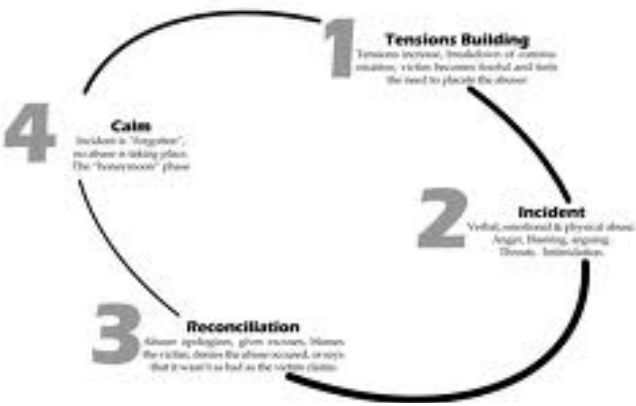 1
Tensions Building
Tensions increase, breakdown of commu-
nication, victim becomes fearful and feels
the need to placate the abuser
2
Incident
Verbal, emotional & physical abuse.
Anger, blaming, arguing.
Threats. Intimidation.
3
Reconciliation
Abuser apologizes, gives excuses, blames
the victim, denies the abuse occured, or says
that it wasn't as bad as the victim claims
4
Calm
Incident is "forgotten",
no abuse is taking place.
The "honeymoon" phase